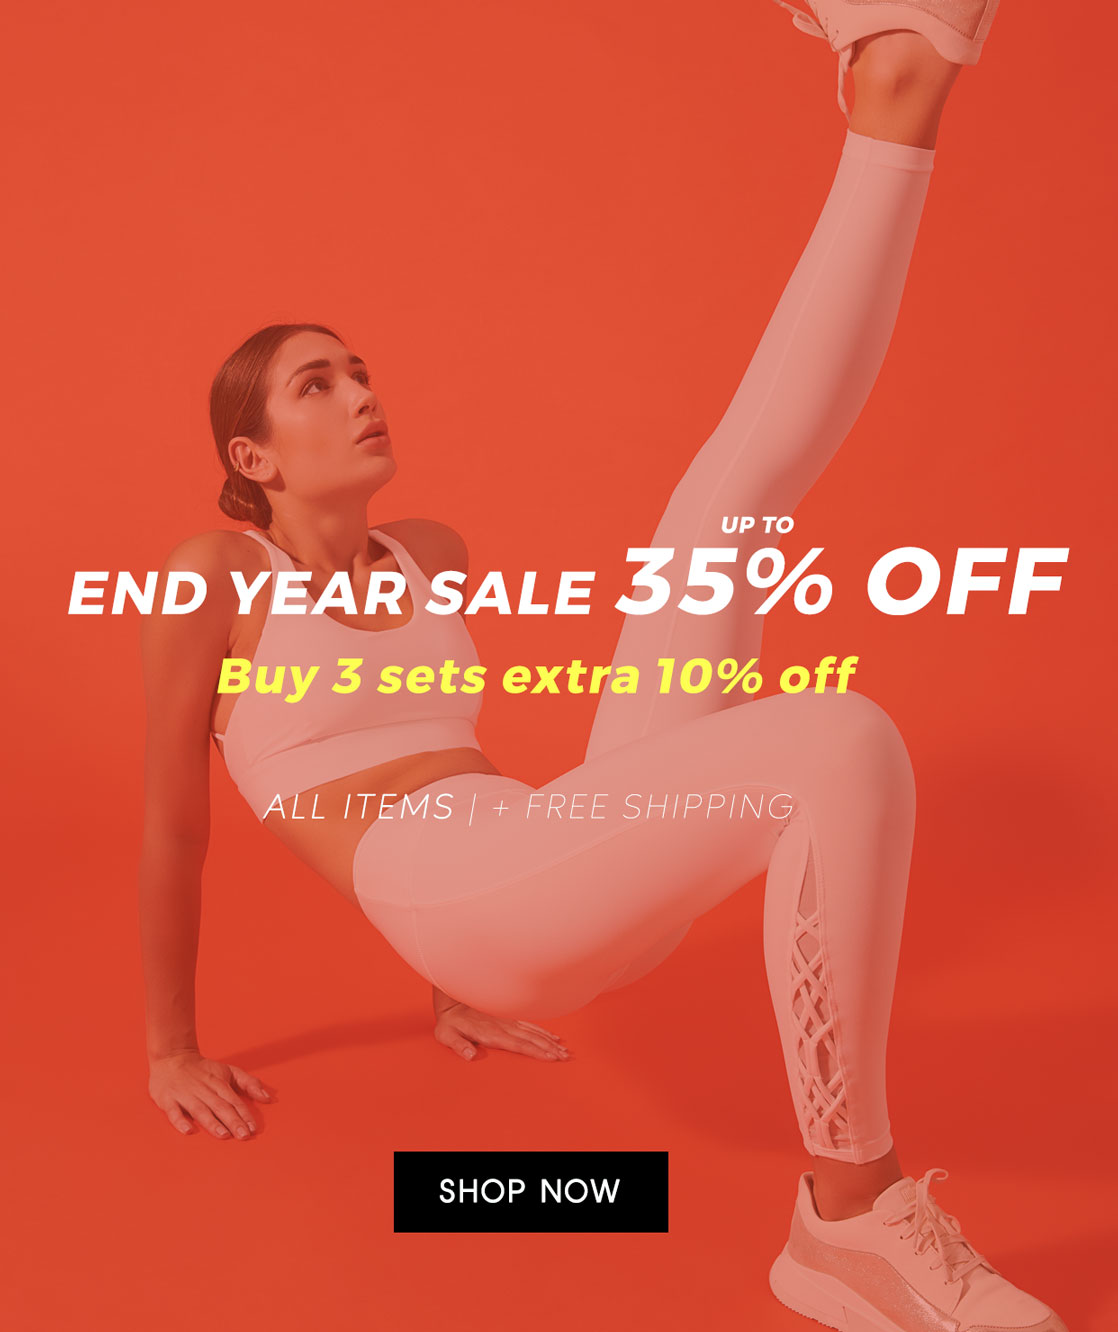 UP TO
END YEAR SALE 35% OFF
Buy 3 sets extra 10% off
ALL ITEMS | + FREE SHIPPING
SHOP NOW